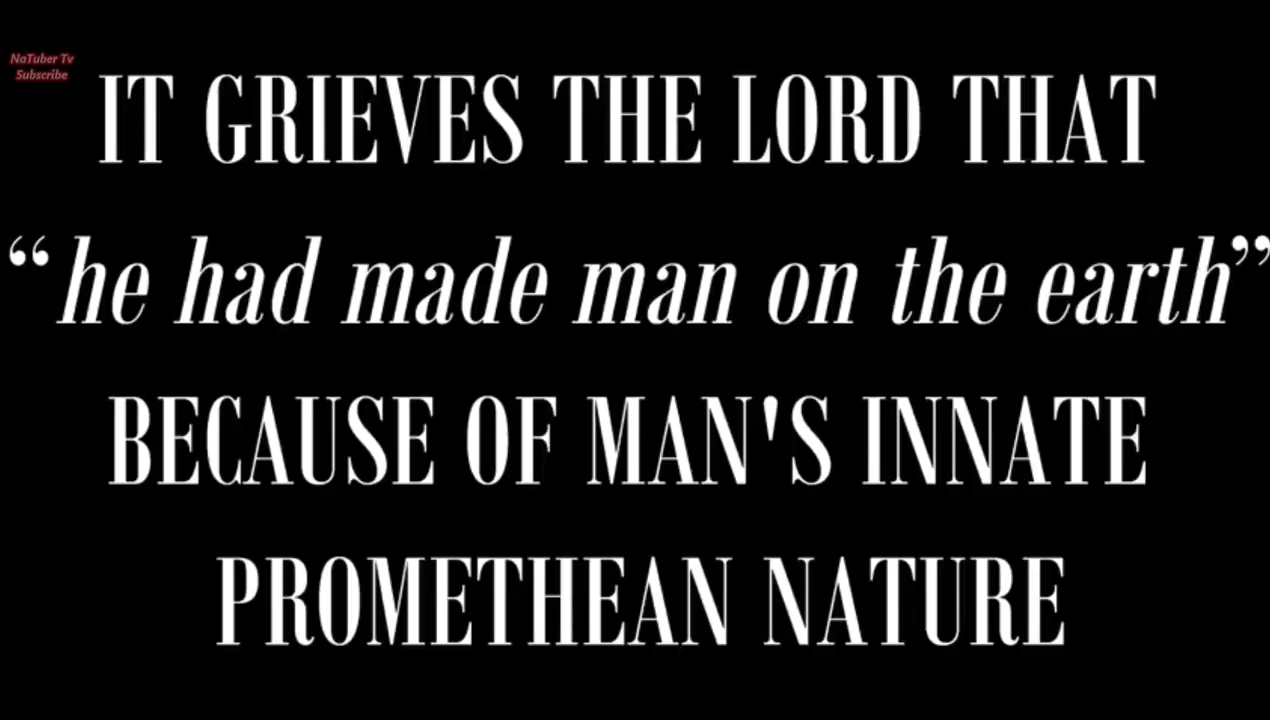 NaTuber Tv
Subscribe
IT GRIEVES THE LORD THAT
“he had made man on the earth”
BECAUSE OF MAN'S INNATE
PROMETHEAN NATURE